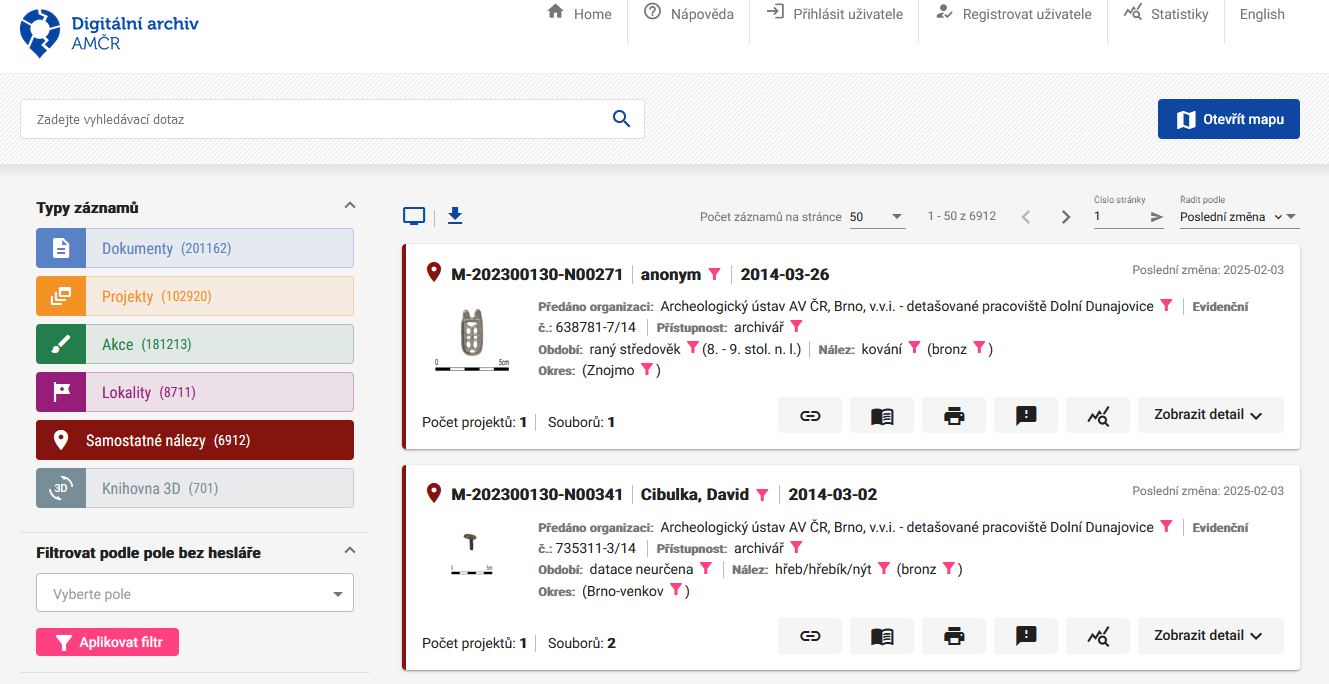 Digitální archiv
AMČR
Home
Nápověda
Přihlásit uživatele
Registrovat uživatele
Statistiky
English
Zadejte vyhledávací dotaz
Otevřít mapu
Typy záznamů
Dokumenty (201162)
Projekty (102920)
Akce (181213)
Lokality (8711)
Samostatné nálezy (6912)
3D Knihovna 3D (701)
Filtrovat podle pole bez hesláře
Vyberte pole
Aplikovat filtr
Počet záznamů na stránce 50
1 - 50 z 6912
Číslo stránky
1
Řadit podle
Poslední změna
M-202300130-N00271 anonym 2014-03-26
Poslední změna: 2025-02-03
Předáno organizaci: Archeologický ústav AV ČR, Brno, v.v.i. - detašované pracoviště Dolní Dunajovice Evidenční
č.: 638781-7/14 Přístupnost: archivář
Období: raný středověk (8. - 9. stol. n. l.) Nález: kování (bronz )
Okres: (Znojmo )
0 5cm
Počet projektů: 1 Souborů: 1
Zobrazit detail
M-202300130-N00341 Cibulka, David 2014-03-02
Poslední změna: 2025-02-03
Předáno organizaci: Archeologický ústav AV ČR, Brno, v.v.i. - detašované pracoviště Dolní Dunajovice Evidenční
č.: 735311-3/14 Přístupnost: archivář
Období: datace neurčena Nález: hřeb/hřebík/nýt (bronz )
Okres: (Brno-venkov )
Počet projektů: 1 Souborů: 2
Zobrazit detail